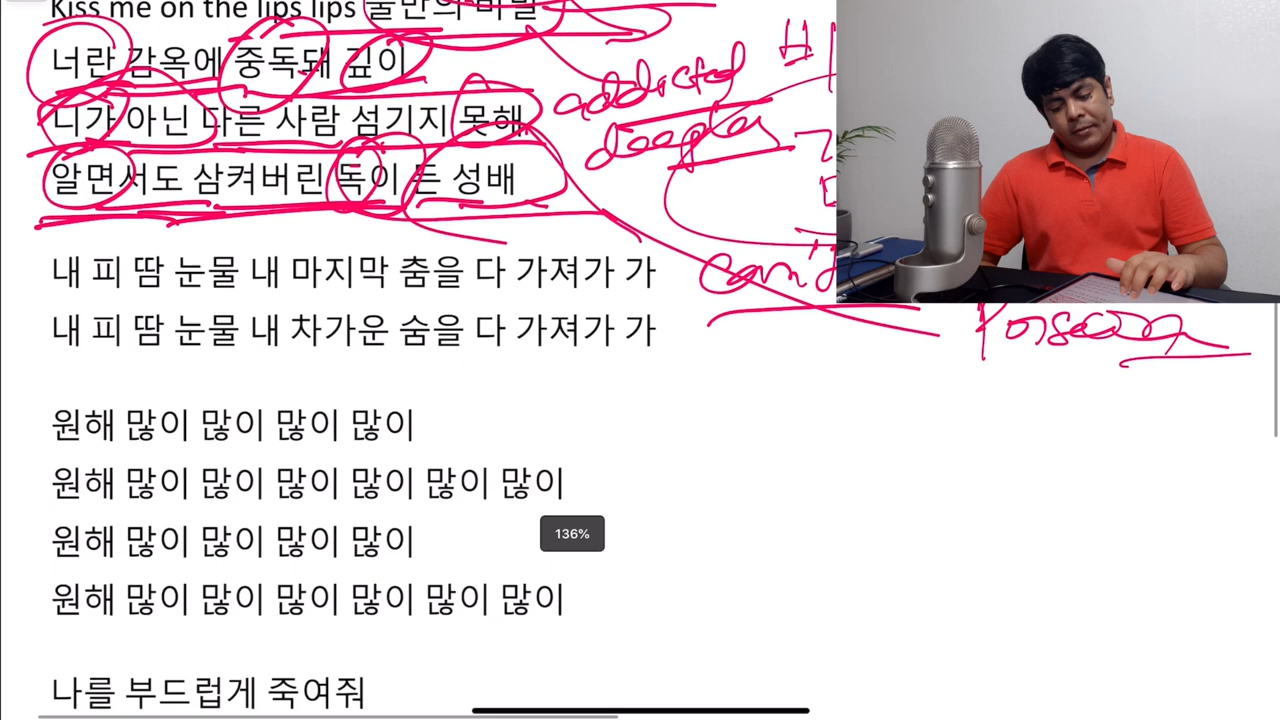 Kiss me on the lips lips 둘만의 비밀
너란 감옥에 중독돼 깊이
addicted
니가 아닌 다른 사람 섬기지 못해
deeply
알면서도 삼켜버린 독이 든 성배
내 피 땀 눈물 내 마지막 춤을 다 가져가 가
내 피 땀 눈물 내 차가운 숨을 다 가져가 가
원해 많이 많이 많이 많이
원해 많이 많이 많이 많이 많이 많이
136%
원해 많이 많이 많이 많이
원해 많이 많이 많이 많이 많이 많이
나를 부드럽게 죽여줘